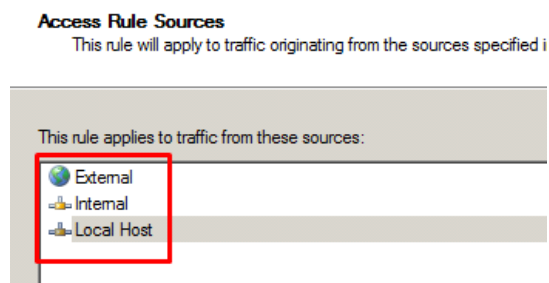 Access Rule Sources
This rule will apply to traffic originating from the sources specified
This rule applies to traffic from these sources:
External
Internal
Local Host